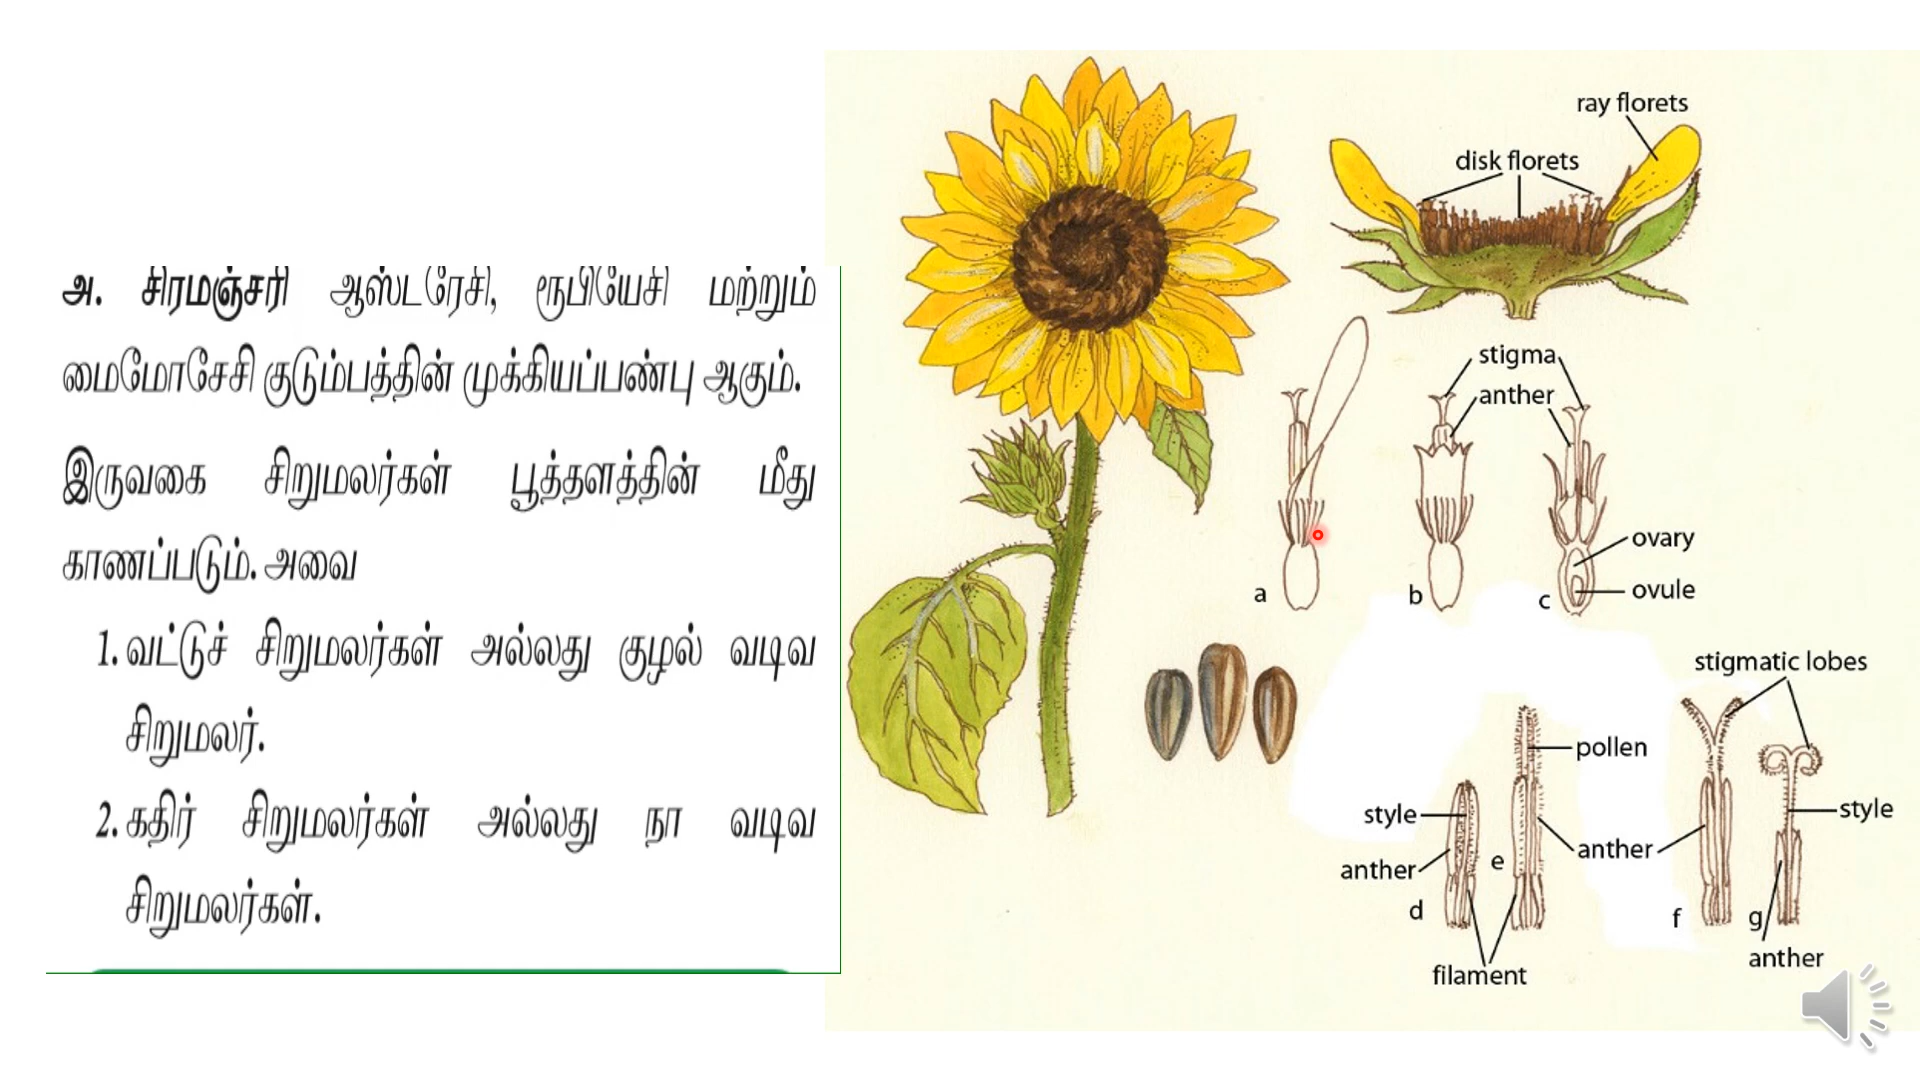 அ. சிரமஞ்சரி ஆஸ்டரேசி, ரூபியேசி மற்றும்
மைமோசேசி குடும்பத்தின் முக்கியப்பண்பு ஆகும்.
இருவகை சிறுமலர்கள் பூத்தளத்தின் மீது
காணப்படும். அவை
1. வட்டுச் சிறுமலர்கள் அல்லது குழல் வடிவ
சிறுமலர்.
2. கதிர் சிறுமலர்கள் அல்லது நா வடிவ
சிறுமலர்கள்.
ray florets
disk florets
stigma
anther
ovary
ovule
a
b
c
stigmatic lobes
pollen
style
style
anther
anther
e
d
f
g
filament
anther